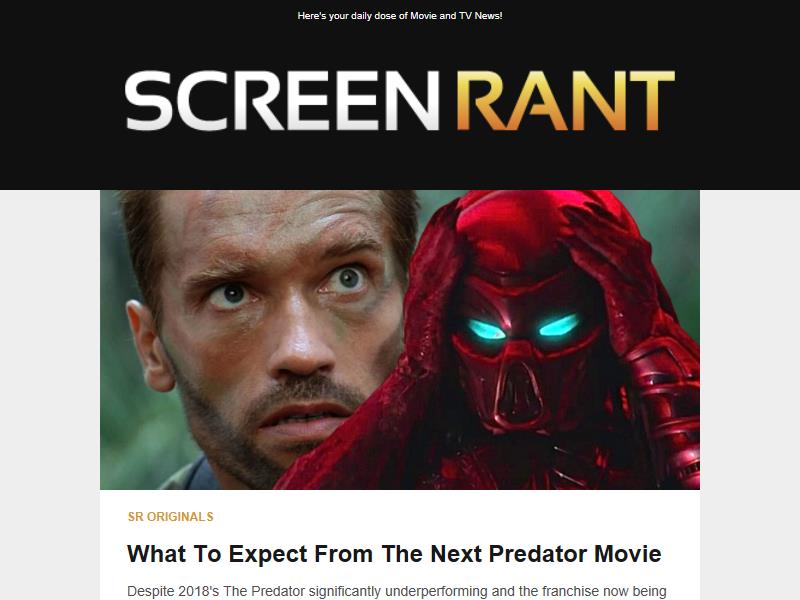 Here's your daily dose of Movie and TV News!
SCREEN RANT
SR ORIGINALS
What To Expect From The Next Predator Movie
Despite 2018's The Predator significantly underperforming and the franchise now being